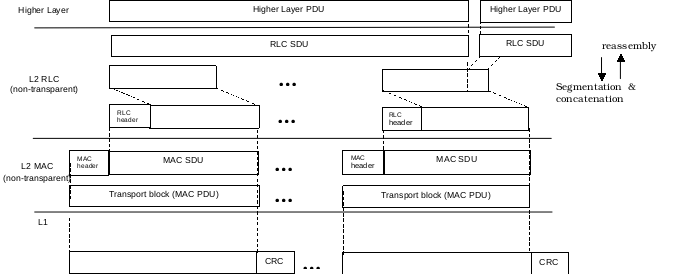 Higher Layer
Higher Layer PDU
Higher Layer PDU
RLC SDU
RLC SDU
reassembly
L2 RLC
(non-transparent)
•••
Segmentation &
concatenation
RLC
header
•••
RLC
header
L2 MAC
(non-transparent)
MAC
header
MAC SDU
•••
MAC
header
MAC SDU
Transport block (MAC PDU)
•••
Transport block (MAC PDU)
L1
CRC
•••
CRC